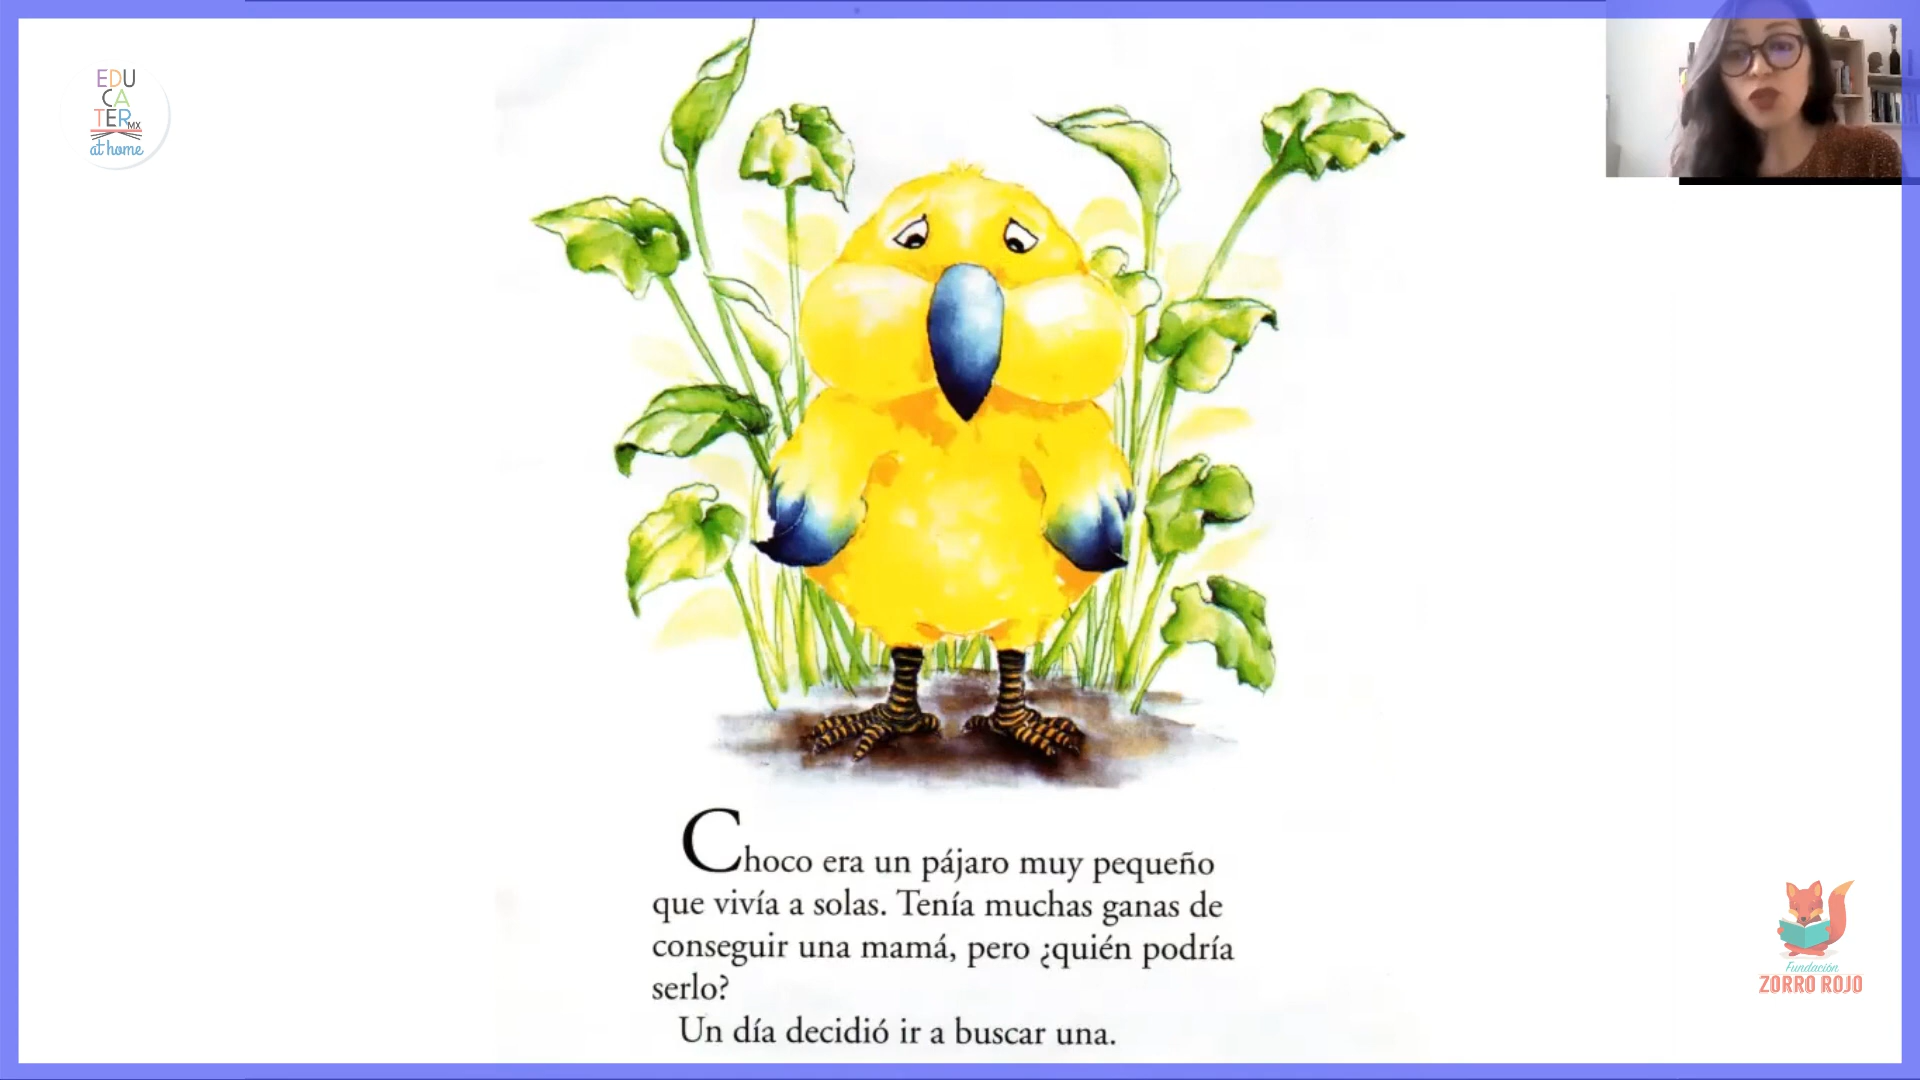 EDU
CA
TER MX
at home
Choco era un pájaro muy pequeño
que vivía a solas. Tenía muchas ganas de
conseguir una mamá, pero ¿quién podría
serlo?
Un día decidió ir a buscar una.
Fundación
ZORRO ROJO